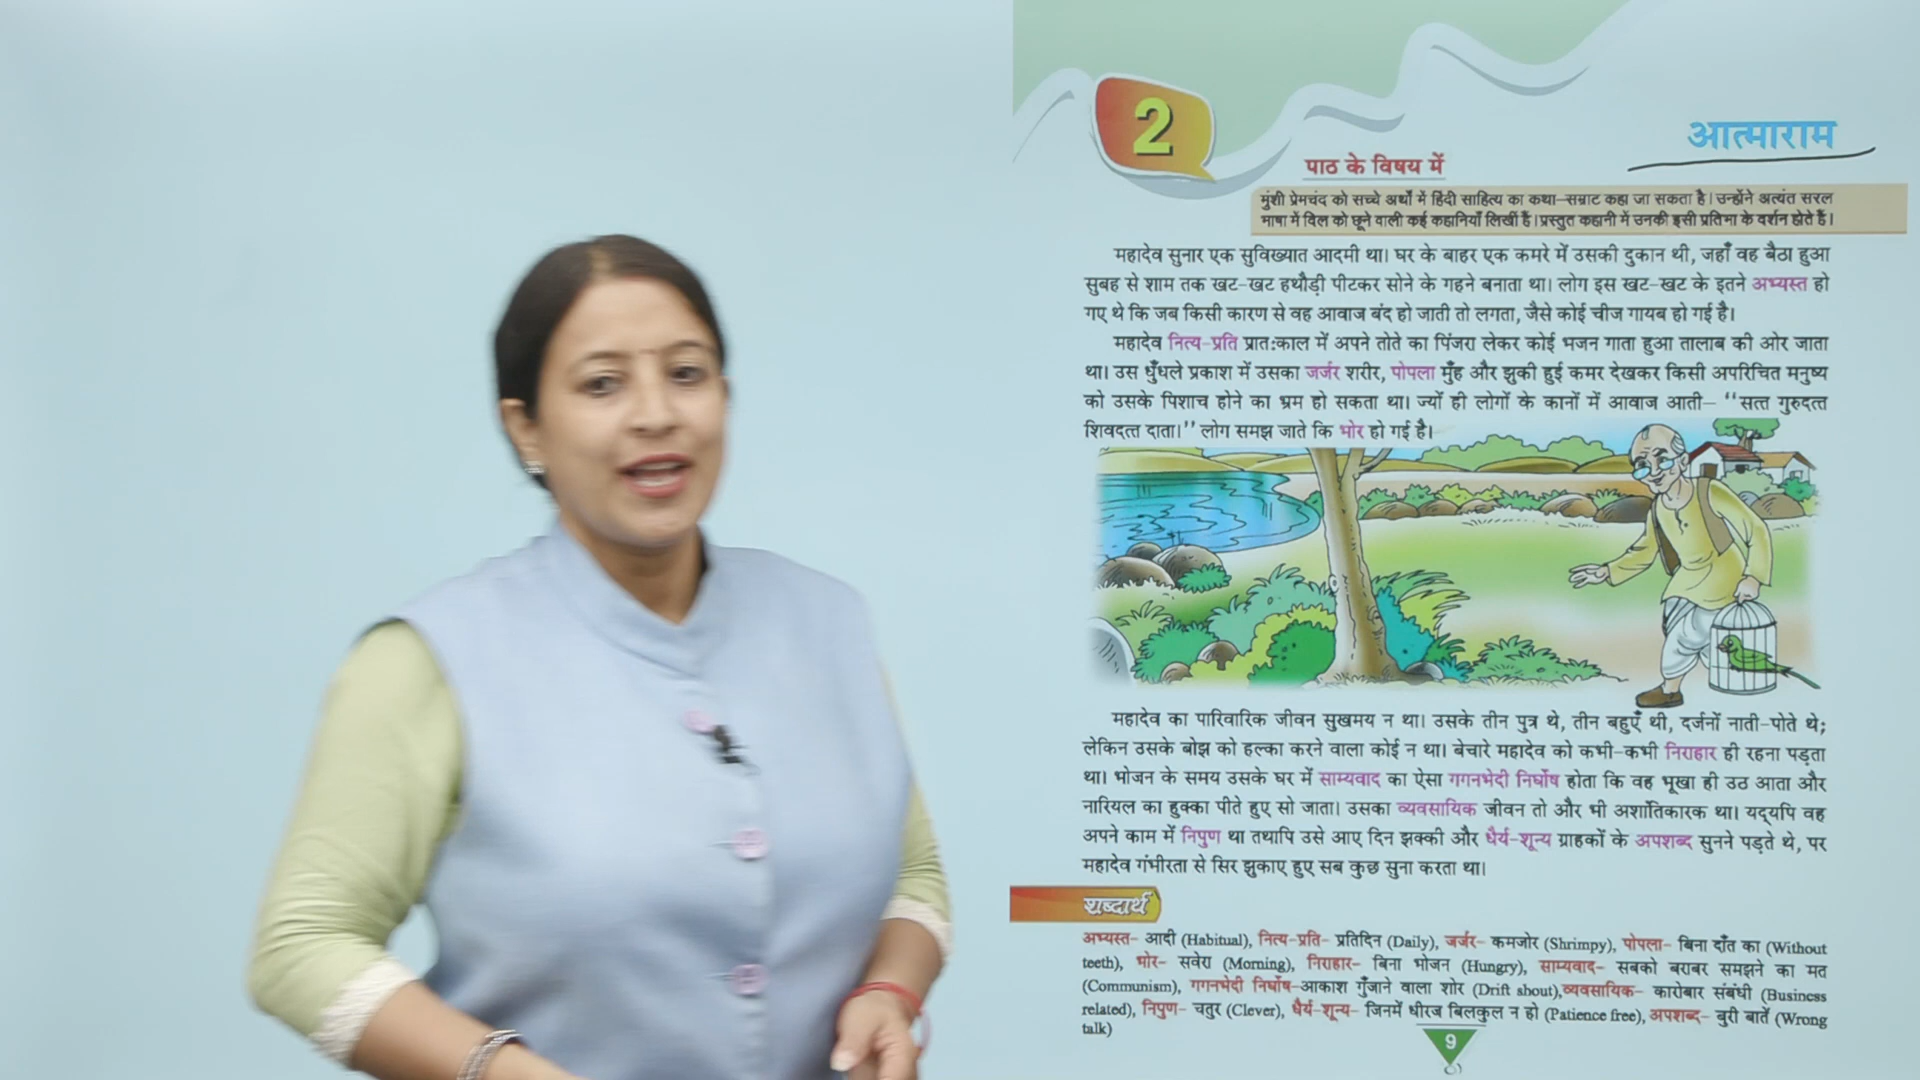 2
आत्माराम
पाठ के विषय में
मुंशी प्रेमचंद को सच्चे अर्थों में हिंदी साहित्य का कथा–सम्राट कहा जा सकता है। उन्होंने अत्यंत सरल
भाषा में दिल को छूने वाली कई कहानियाँ लिखीं हैं। प्रस्तुत कहानी में उनकी इसी प्रतिभा के दर्शन होते हैं।
महादेव सुनार एक सुविख्यात आदमी था। घर के बाहर एक कमरे में उसकी दुकान थी, जहाँ वह बैठा हुआ
सुबह से शाम तक खट-खट हथौड़ी पीटकर सोने के गहने बनाता था। लोग इस खट-खट के इतने अभ्यस्त हो
गए थे कि जब किसी कारण से वह आवाज बंद हो जाती तो लगता, जैसे कोई चीज गायब हो गई है।
महादेव नित्य-प्रति प्रात:काल में अपने तोते का पिंजरा लेकर कोई भजन गाता हुआ तालाब की ओर जाता
था। उस धुँधले प्रकाश में उसका जर्जर शरीर, पोपला मुँह और झुकी हुई कमर देखकर किसी अपरिचित मनुष्य
को उसके पिशाच होने का भ्रम हो सकता था। ज्यों ही लोगों के कानों में आवाज आती– ‘‘सत्त गुरुदत्त
शिवदत्त दाता।’’ लोग समझ जाते कि भोर हो गई है।
महादेव का पारिवारिक जीवन सुखमय न था। उसके तीन पुत्र थे, तीन बहुएँ थी, दर्जनों नाती-पोते थे;
लेकिन उसके बोझ को हल्का करने वाला कोई न था। बेचारे महादेव को कभी-कभी निराहार ही रहना पड़ता
था। भोजन के समय उसके घर में साम्यवाद का ऐसा गगनभेदी निर्घोष होता कि वह भूखा ही उठ आता और
नारियल का हुक्का पीते हुए सो जाता। उसका व्यवसायिक जीवन तो और भी अशांतिकारक था। यद्यपि वह
अपने काम में निपुण था तथापि उसे आए दिन झक्की और धैर्य-शून्य ग्राहकों के अपशब्द सुनने पड़ते थे, पर
महादेव गंभीरता से सिर झुकाए हुए सब कुछ सुना करता था।
शब्दार्थ
अभ्यस्त– आदी (Habitual), नित्य-प्रति– प्रतिदिन (Daily), जर्जर– कमजोर (Shrimpy), पोपला– बिना दाँत का (Without
teeth), भोर– सवेरा (Morning), निराहार– बिना भोजन (Hungry), साम्यवाद– सबको बराबर समझने का मत
(Communism), गगनभेदी निर्घोष–आकाश गुँजाने वाला शोर (Drift shout),व्यवसायिक– कारोबार संबंधी (Business
related), निपुण– चतुर (Clever), धैर्य-शून्य– जिनमें धीरज बिलकुल न हो (Patience free), अपशब्द– बुरी बातें (Wrong
talk)
9